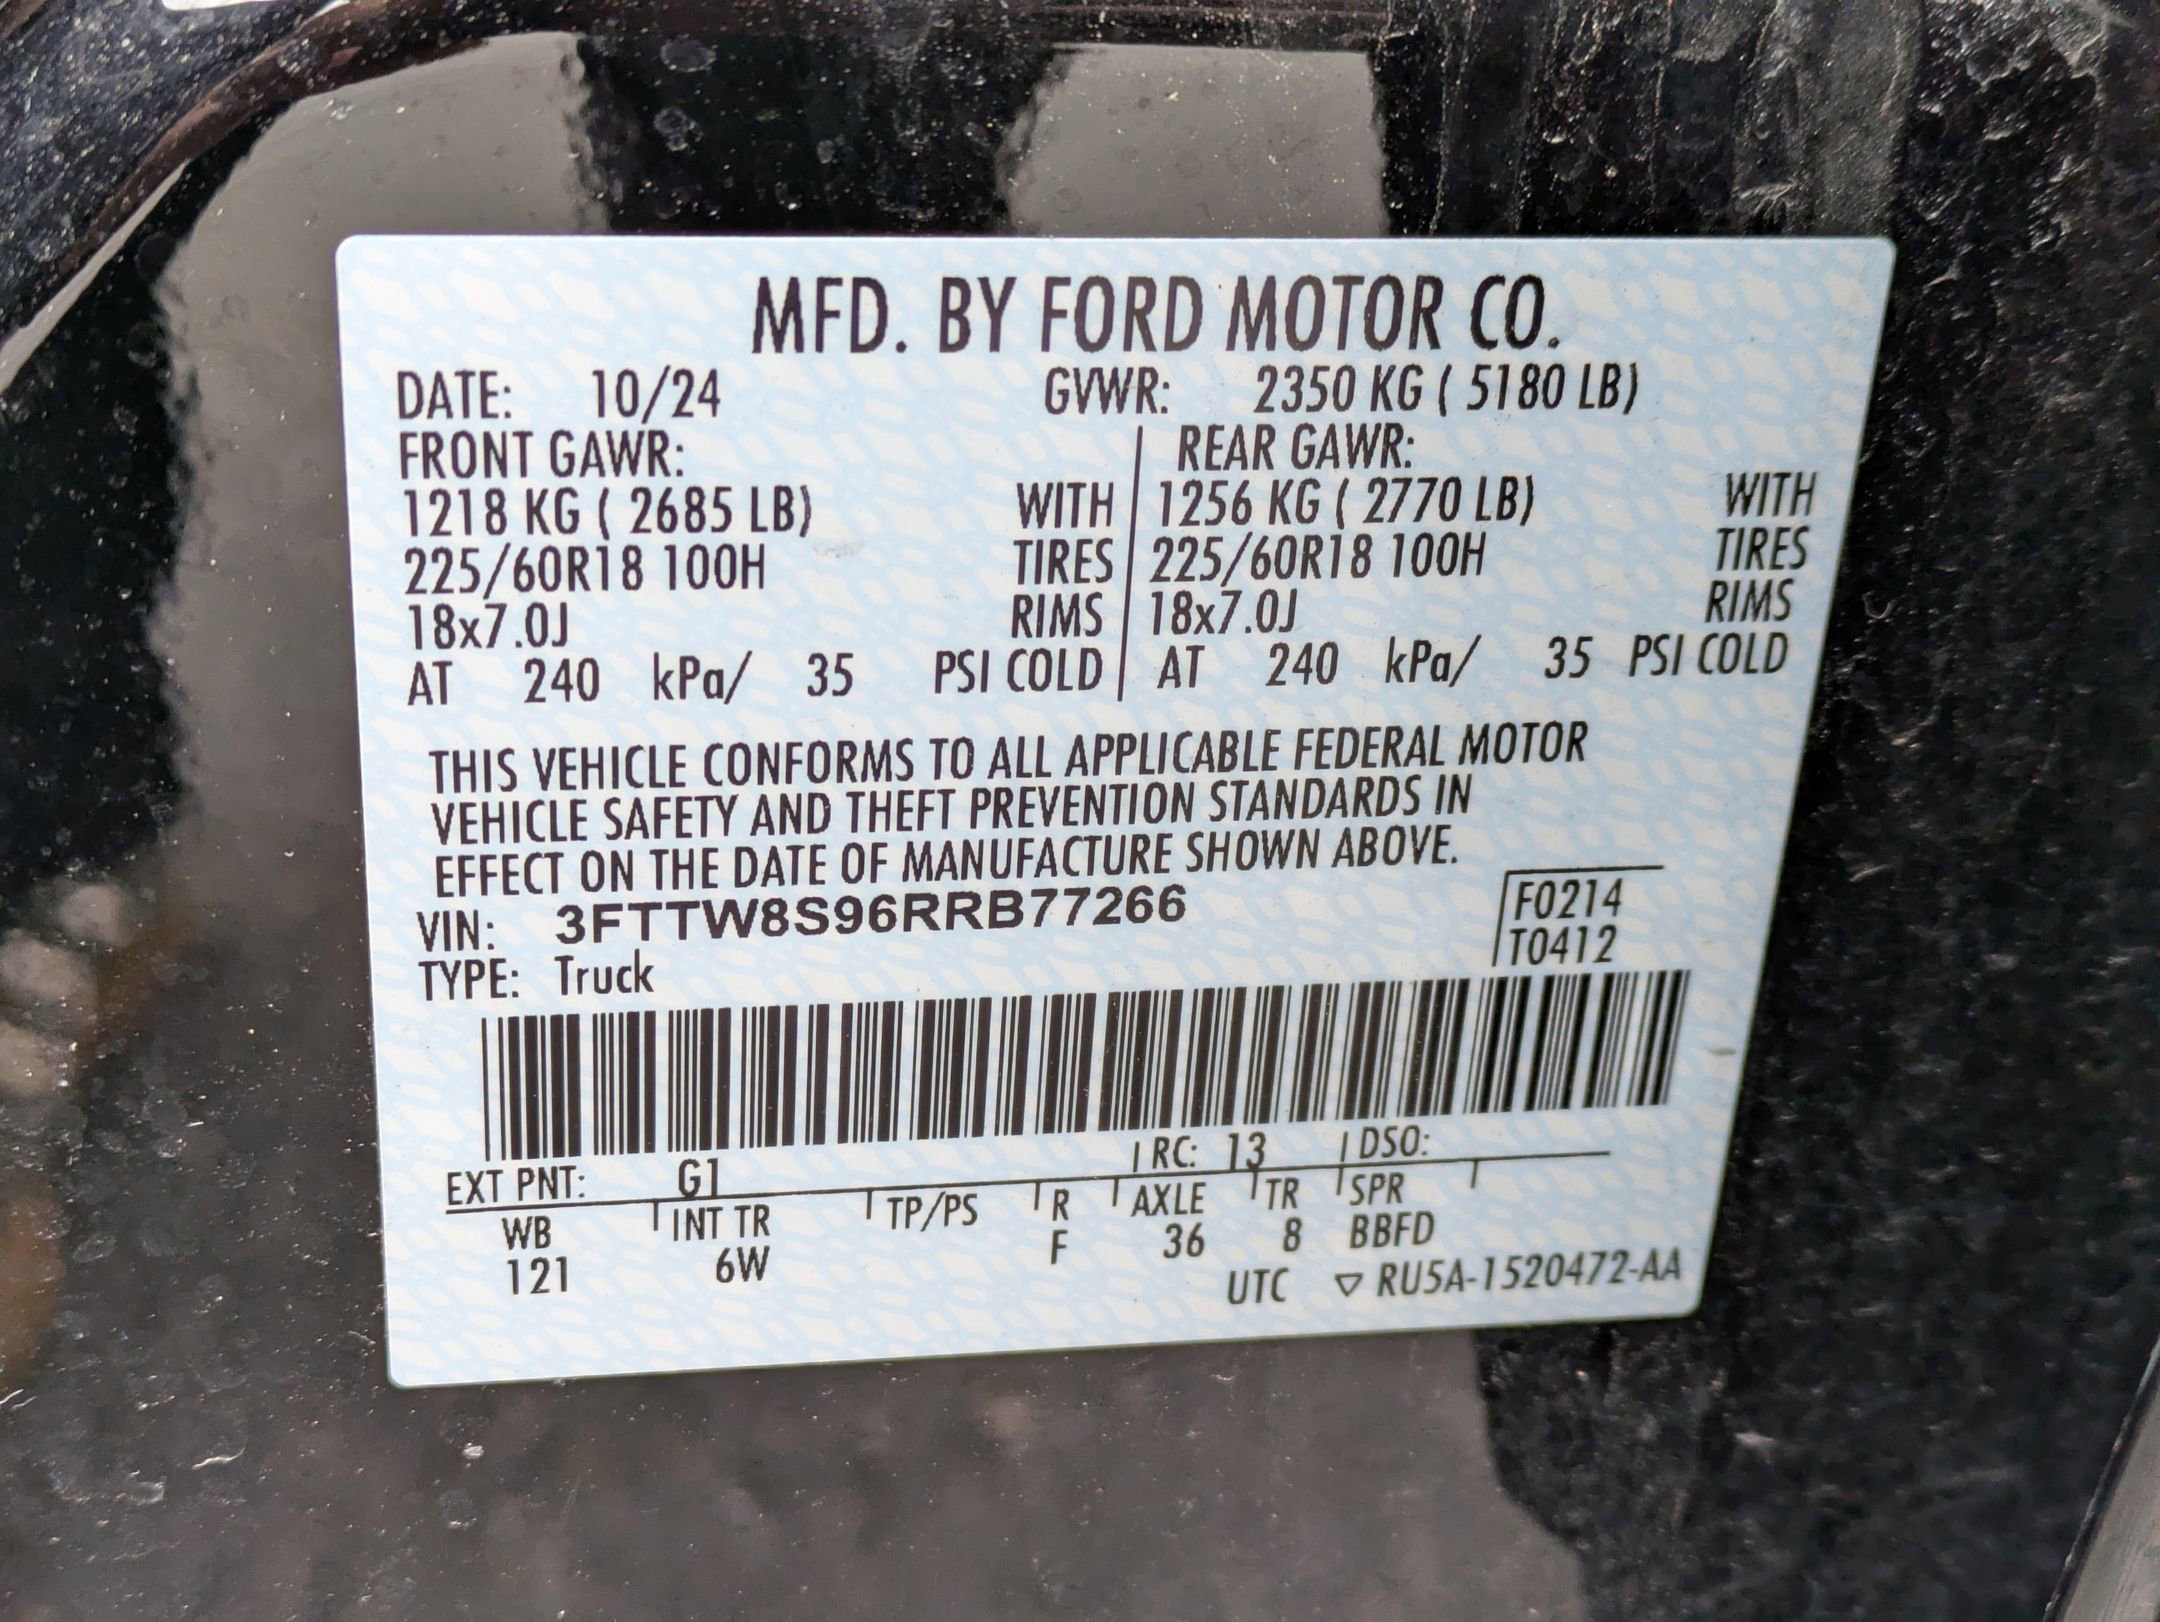 MFD. BY FORD MOTOR CO.
DATE: 10/24 GVWR: 2350 KG ( 5180 LB)
FRONT GAWR: REAR GAWR:
1218 KG ( 2685 LB) WITH 1256 KG ( 2770 LB) WITH
225/60R18 100H TIRES 225/60R18 100H TIRES
18x7.0J RIMS 18x7.0J RIMS
AT 240 kPa/ 35 PSI COLD AT 240 kPa/ 35 PSI COLD
THIS VEHICLE CONFORMS TO ALL APPLICABLE FEDERAL MOTOR
VEHICLE SAFETY AND THEFT PREVENTION STANDARDS IN
EFFECT ON THE DATE OF MANUFACTURE SHOWN ABOVE.
VIN: 3FTTW8S96RRB77266 F0214
TYPE: Truck T0412
EXT PNT: G1 RC: 13 DSO:
WB INT TR TP/PS R AXLE TR SPR
121 6W F 36 8 BBFD
UTC ▽ RU5A-1520472-AA